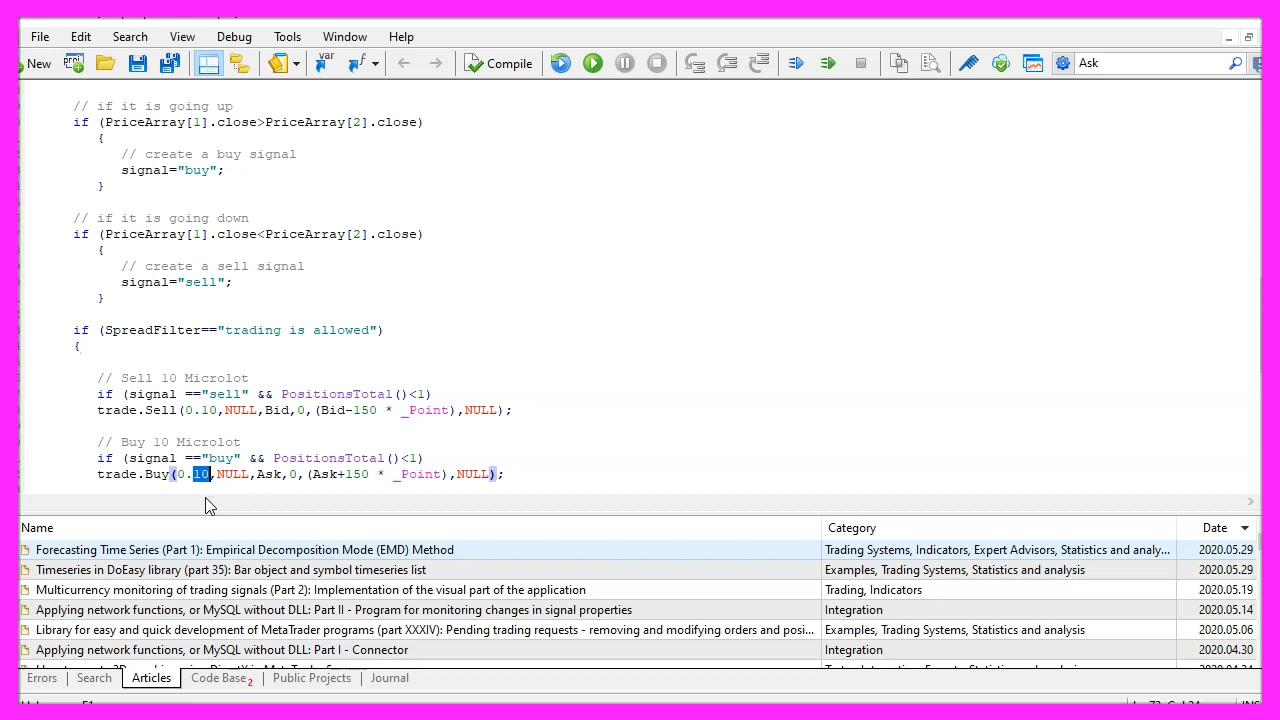 File Edit Search View Debug Tools Window Help
New Compile Ask
// if it is going up
if (PriceArray[1].close>PriceArray[2].close)
{
// create a buy signal
signal="buy";
}
// if it is going down
if (PriceArray[1].close<PriceArray[2].close)
{
// create a sell signal
signal="sell";
}
if (SpreadFilter=="trading is allowed")
{
// Sell 10 Microlot
if (signal =="sell" && PositionsTotal()<1)
trade.Sell(0.10,NULL,Bid,0,(Bid-150 * _Point),NULL);
// Buy 10 Microlot
if (signal =="buy" && PositionsTotal()<1)
trade.Buy(0.10,NULL,Ask,0,(Ask+150 * _Point),NULL);
Name Category Date
Forecasting Time Series (Part 1): Empirical Decomposition Mode (EMD) Method Trading Systems, Indicators, Expert Advisors, Statistics and analy... 2020.05.29
Timeseries in DoEasy library (part 35): Bar object and symbol timeseries list Examples, Trading Systems, Statistics and analysis 2020.05.29
Multicurrency monitoring of trading signals (Part 2): Implementation of the visual part of the application Trading, Indicators 2020.05.19
Applying network functions, or MySQL without DLL: Part II - Program for monitoring changes in signal properties Integration 2020.05.14
Library for easy and quick development of MetaTrader programs (part XXXIV): Pending trading requests - removing and modifying orders and posi... Examples, Trading Systems, Statistics and analysis 2020.05.06
Applying network functions, or MySQL without DLL: Part I - Connector Integration 2020.04.30
Errors Search Articles Code Base 2 Public Projects Journal